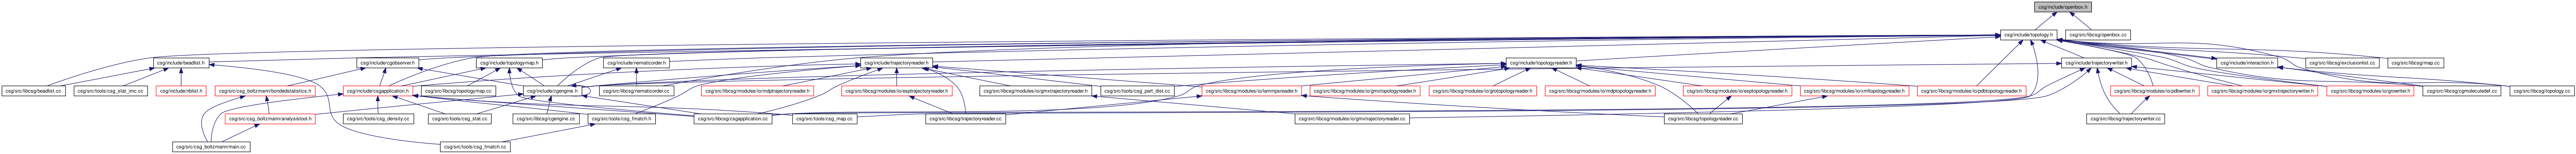 csg/include/openbox.h
csg/include/topology.h
csg/src/libcsg/openbox.cc
csg/include/beadlist.h
csg/include/cgobserver.h
csg/include/topologymap.h
csg/include/nematicorder.h
csg/include/trajectoryreader.h
csg/include/topologyreader.h
csg/include/trajectorywriter.h
csg/include/interaction.h
csg/src/libcsg/exclusionlist.cc
csg/src/libcsg/map.cc
csg/src/libcsg/beadlist.cc
csg/src/tools/csg_stat_imc.cc
csg/include/nblist.h
csg/src/csg_boltzmann/bondedstatistics.h
csg/include/csgapplication.h
csg/src/libcsg/topologymap.cc
csg/include/cgengine.h
csg/src/libcsg/nematicorder.cc
csg/src/libcsg/modules/io/mdptrajectoryreader.h
csg/src/libcsg/modules/io/esptrajectoryreader.h
csg/src/libcsg/modules/io/gmxtrajectoryreader.h
csg/src/tools/csg_part_dist.cc
csg/src/libcsg/modules/io/lammpsreader.h
csg/src/libcsg/modules/io/gmxtopologyreader.h
csg/src/libcsg/modules/io/grotopologyreader.h
csg/src/libcsg/modules/io/mdptopologyreader.h
csg/src/libcsg/modules/io/esptopologyreader.h
csg/src/libcsg/modules/io/xmltopologyreader.h
csg/src/libcsg/modules/io/pdbtopologyreader.h
csg/src/libcsg/modules/io/pdbwriter.h
csg/src/libcsg/modules/io/gmxtrajectorywriter.h
csg/src/libcsg/modules/io/growriter.h
csg/src/libcsg/cgmoleculedef.cc
csg/src/libcsg/topology.cc
csg/src/csg_boltzmann/analysistool.h
csg/src/tools/csg_density.cc
csg/src/tools/csg_stat.cc
csg/src/libcsg/cgengine.cc
csg/src/tools/csg_fmatch.h
csg/src/libcsg/csgapplication.cc
csg/src/tools/csg_map.cc
csg/src/libcsg/trajectoryreader.cc
csg/src/libcsg/modules/io/gmxtrajectoryreader.cc
csg/src/libcsg/topologyreader.cc
csg/src/libcsg/trajectorywriter.cc
csg/src/csg_boltzmann/main.cc
csg/src/tools/csg_fmatch.cc